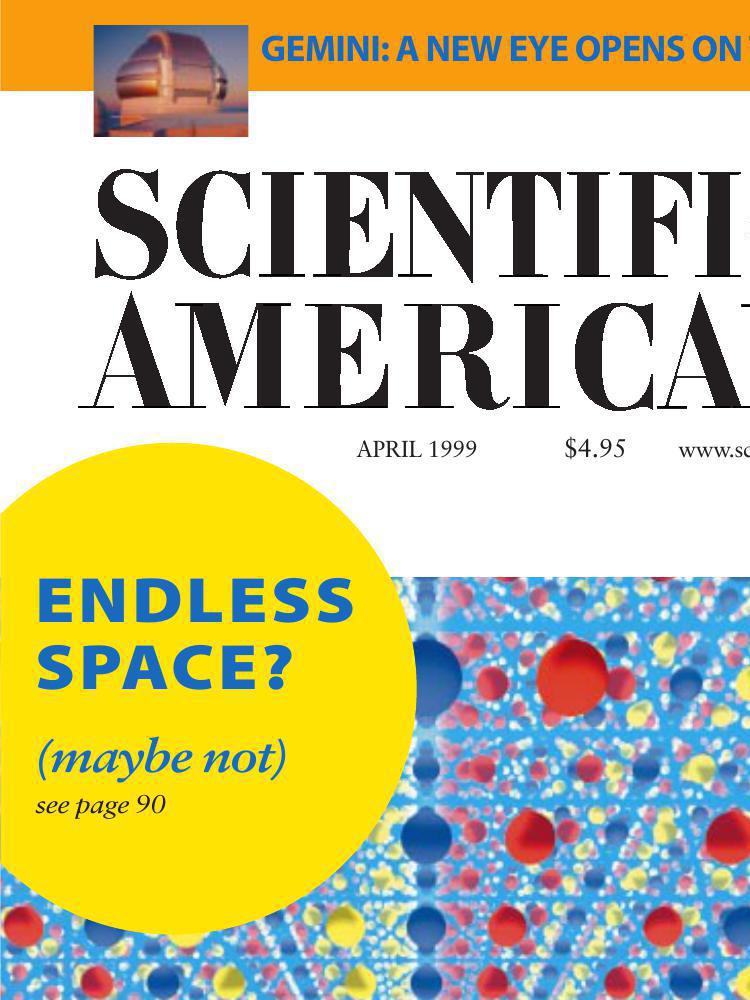 GEMINI: A NEW EYE OPENS ON
SCIENTIFI
AMERICA
APRIL 1999 $4.95 www.sc
ENDLESS
SPACE?
(maybe not)
see page 90